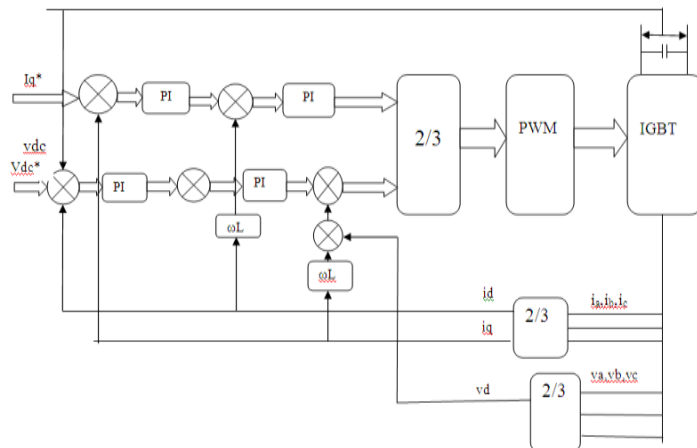 Iq*
PI
PI
2/3
PWM
IGBT
vdc
Vdc*
PI
PI
ωL
ωL
id
2/3
ia,ib,ic
iq
va,vb,vc
vd
2/3